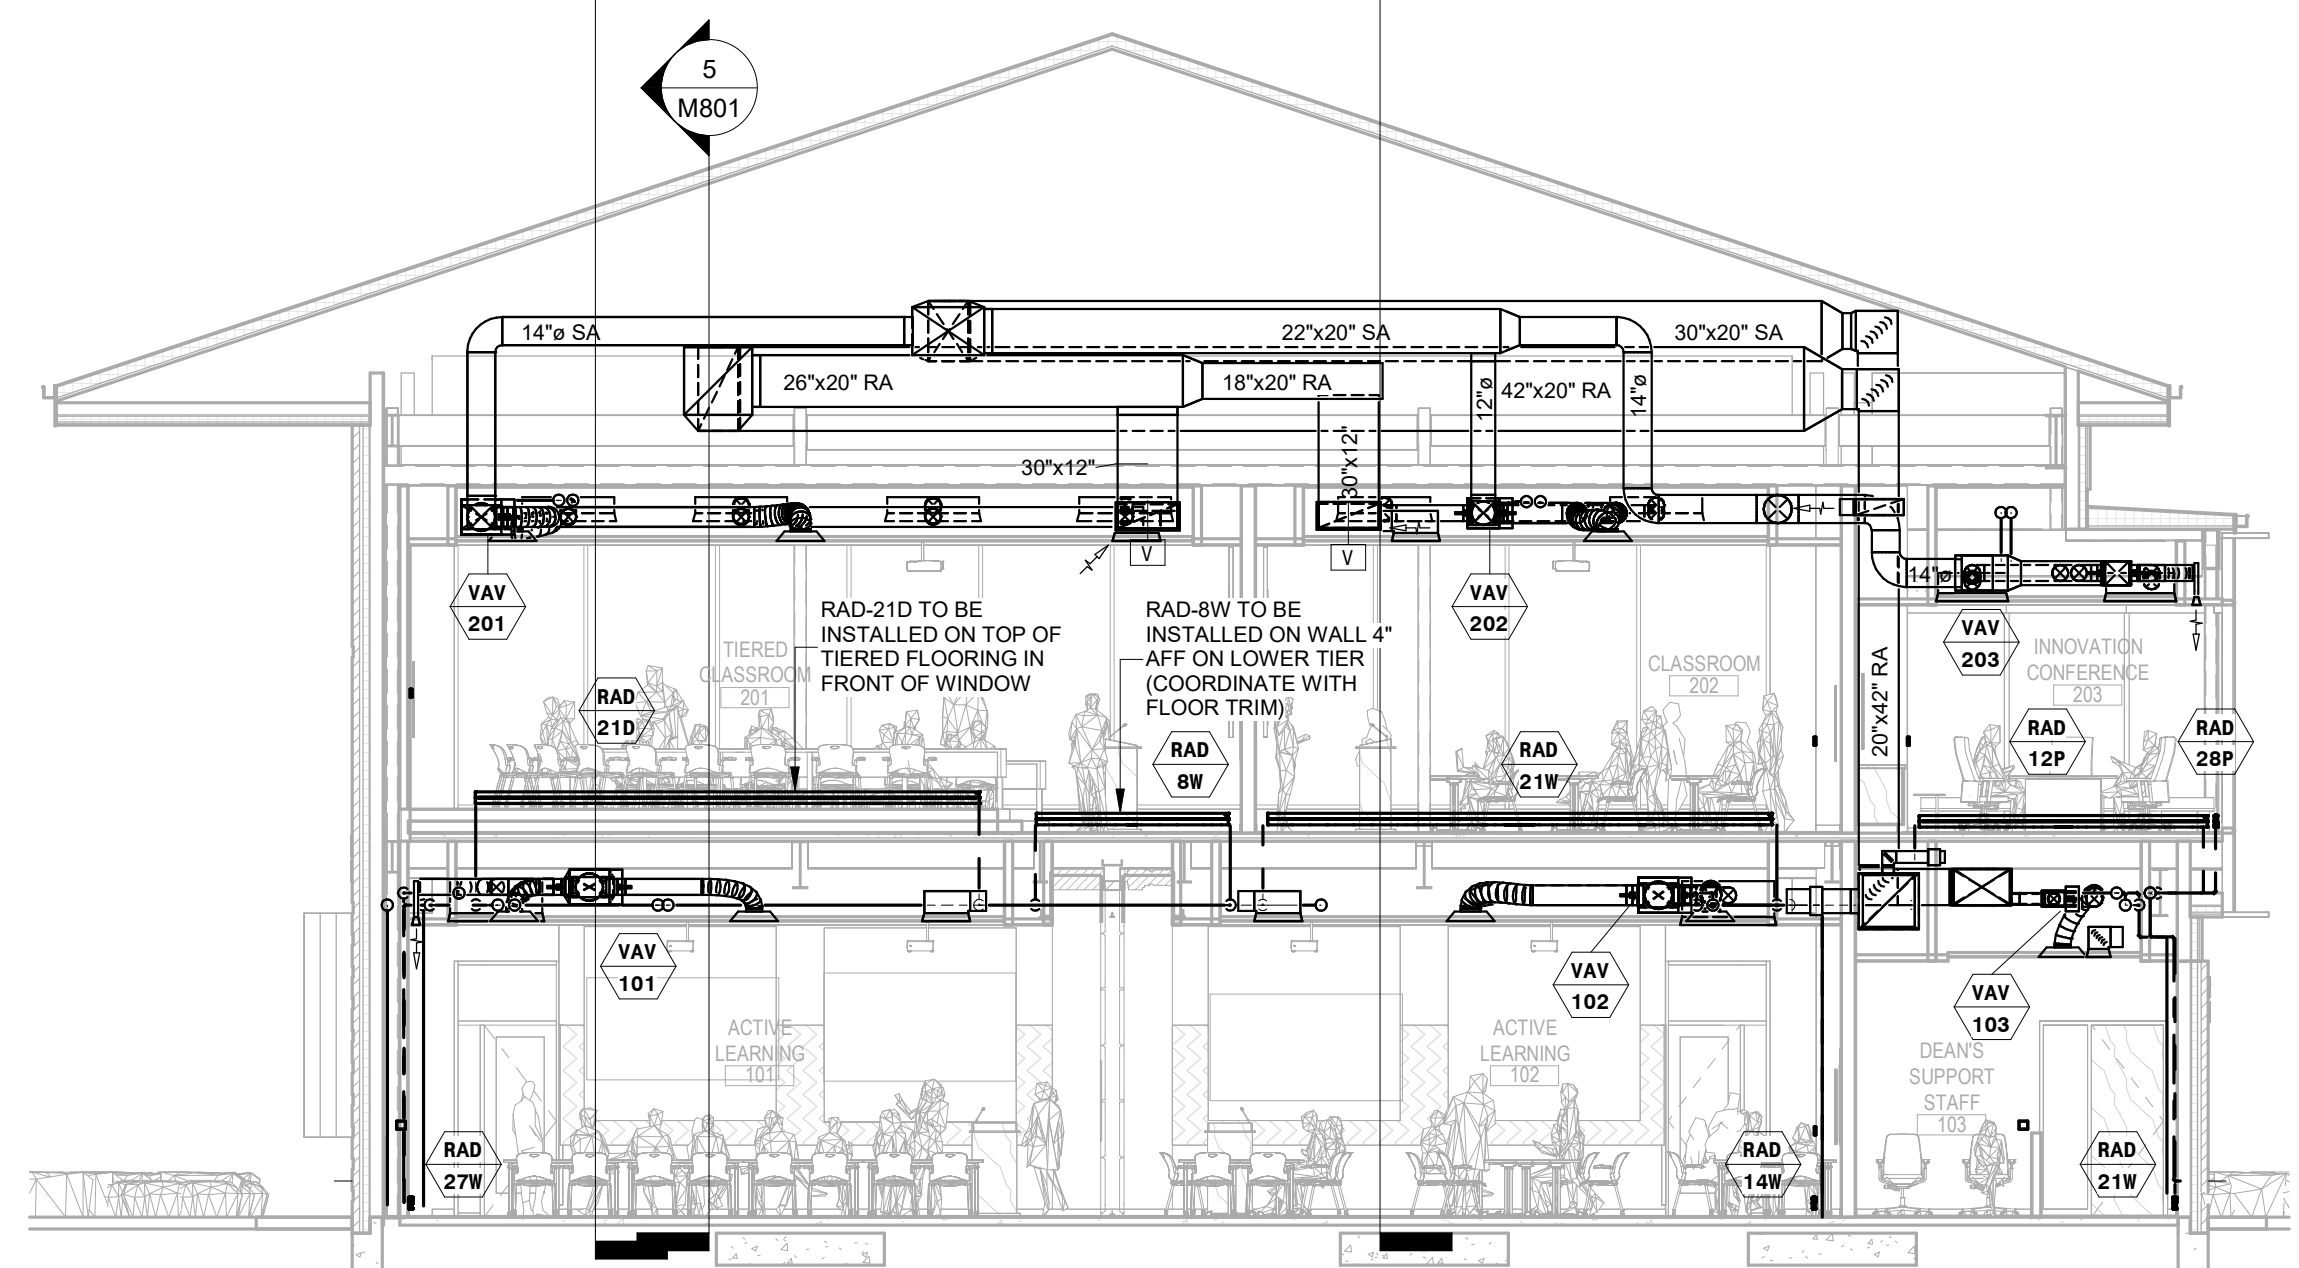 5
M801
14"ø SA
22"x20" SA
30"x20" SA
26"x20" RA
18"x20" RA
12"ø
42"x20" RA
14"ø
30"x12"
30"x12"
V
V
14"ø
VAV
201
VAV
202
VAV
203
RAD-21D TO BE
INSTALLED ON TOP OF
TIERED FLOORING IN
FRONT OF WINDOW
RAD-8W TO BE
INSTALLED ON WALL 4"
AFF ON LOWER TIER
(COORDINATE WITH
FLOOR TRIM)
TIERED
CLASSROOM
201
CLASSROOM
202
INNOVATION
CONFERENCE
203
20"x42" RA
RAD
21D
RAD
8W
RAD
21W
RAD
12P
RAD
28P
VAV
101
VAV
102
VAV
103
ACTIVE
LEARNING
101
ACTIVE
LEARNING
102
DEAN'S
SUPPORT
STAFF
103
RAD
27W
RAD
14W
RAD
21W